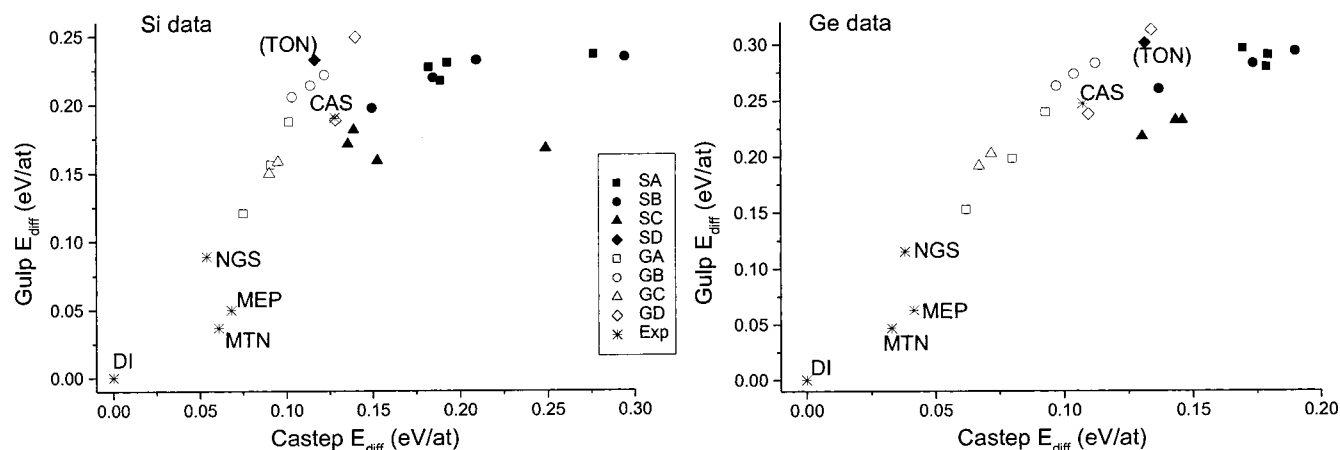 Si data
Gulp E_diff (eV/at)
0.25
0.20
0.15
0.10
0.05
0.00
(TON)
CAS
NGS
MEP
MTN
DI
0.00 0.05 0.10 0.15 0.20 0.25 0.30
Castep E_diff (eV/at)
SA
SB
SC
SD
GA
GB
GC
GD
Exp
Ge data
Gulp E_diff (eV/at)
0.30
0.25
0.20
0.15
0.10
0.05
0.00
(TON)
CAS
NGS
MEP
MTN
DI
0.00 0.05 0.10 0.15 0.20
Castep E_diff (eV/at)